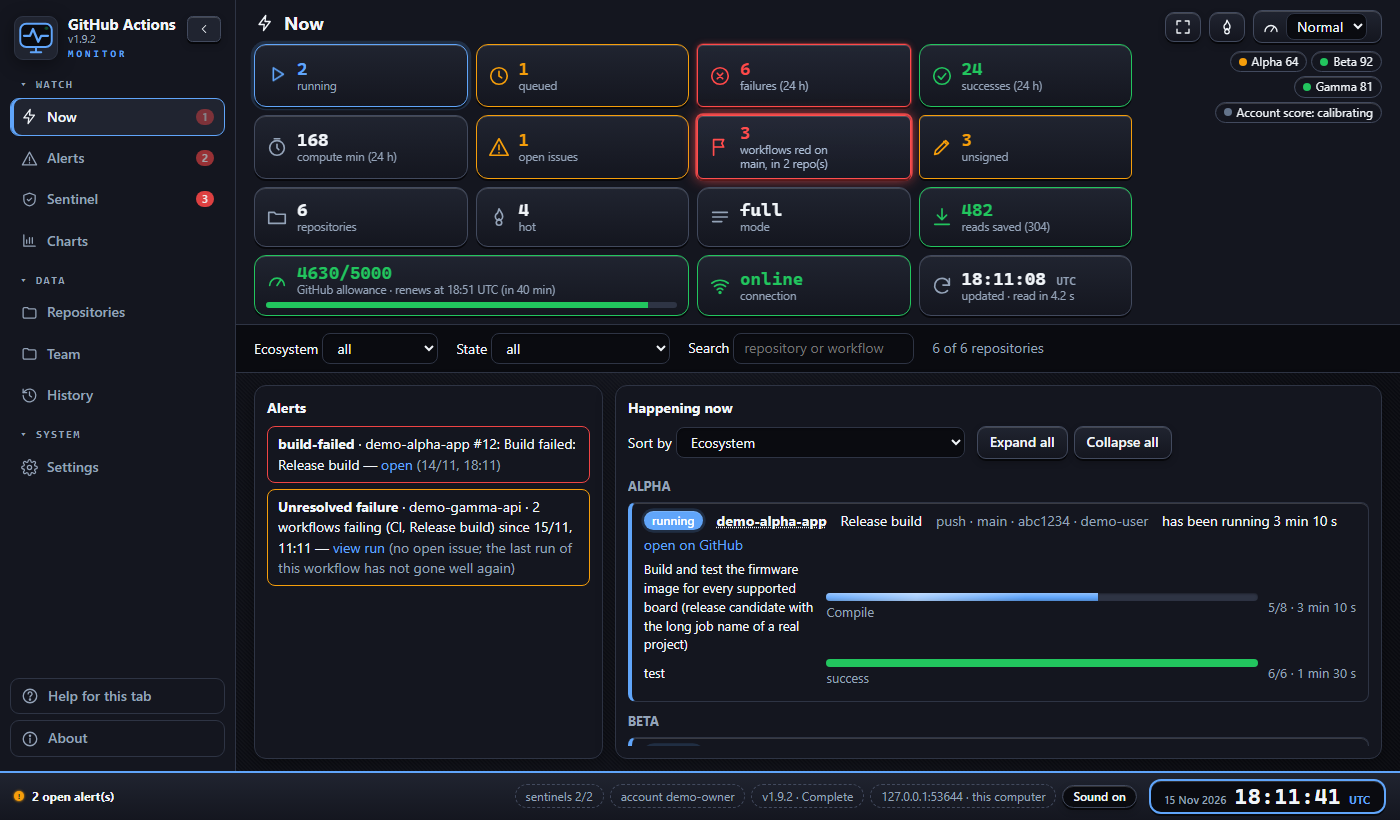 GitHub Actions
v1.9.2
MONITOR
WATCH
Now
1
Alerts
2
Sentinel
3
Charts
DATA
Repositories
Team
History
SYSTEM
Settings
Help for this tab
About
Now
Normal
Alpha 64
Beta 92
Gamma 81
Account score: calibrating
2
running
1
queued
6
failures (24 h)
24
successes (24 h)
168
compute min (24 h)
1
open issues
3
workflows red on
main, in 2 repo(s)
3
unsigned
6
repositories
4
hot
full
mode
482
reads saved (304)
4630/5000
GitHub allowance · renews at 18:51 UTC (in 40 min)
online
connection
18:11:08 UTC
updated · read in 4.2 s
Ecosystem all
State all
Search repository or workflow
6 of 6 repositories
Alerts
build-failed · demo-alpha-app #12: Build failed:
Release build — open (14/11, 18:11)
Unresolved failure · demo-gamma-api · 2
workflows failing (CI, Release build) since 15/11,
11:11 — view run (no open issue; the last run of
this workflow has not gone well again)
Happening now
Sort by Ecosystem
Expand all
Collapse all
ALPHA
running demo-alpha-app Release build push · main · abc1234 · demo-user has been running 3 min 10 s
open on GitHub
Build and test the firmware
image for every supported
board (release candidate with
the long job name of a real
project)
Compile
5/8 · 3 min 10 s
test
success
6/6 · 1 min 30 s
BETA
2 open alert(s)
sentinels 2/2
account demo-owner
v1.9.2 · Complete
127.0.0.1:53644 · this computer
Sound on
15 Nov 2026 18:11:41 UTC